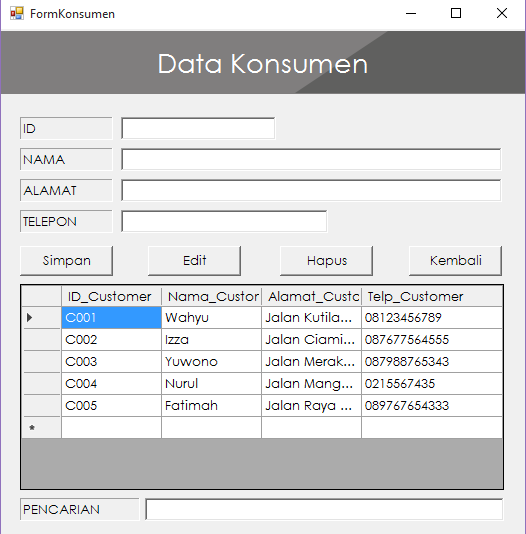 FormKonsumen
Data Konsumen
ID
NAMA
ALAMAT
TELEPON
Simpan Edit Hapus Kembali
ID_Customer Nama_Custor Alamat_Custc Telp_Customer
C001 Wahyu Jalan Kutila... 08123456789
C002 Izza Jalan Ciami... 087677564555
C003 Yuwono Jalan Merak... 087988765343
C004 Nurul Jalan Mang... 0215567435
C005 Fatimah Jalan Raya ... 089767654333
*
PENCARIAN